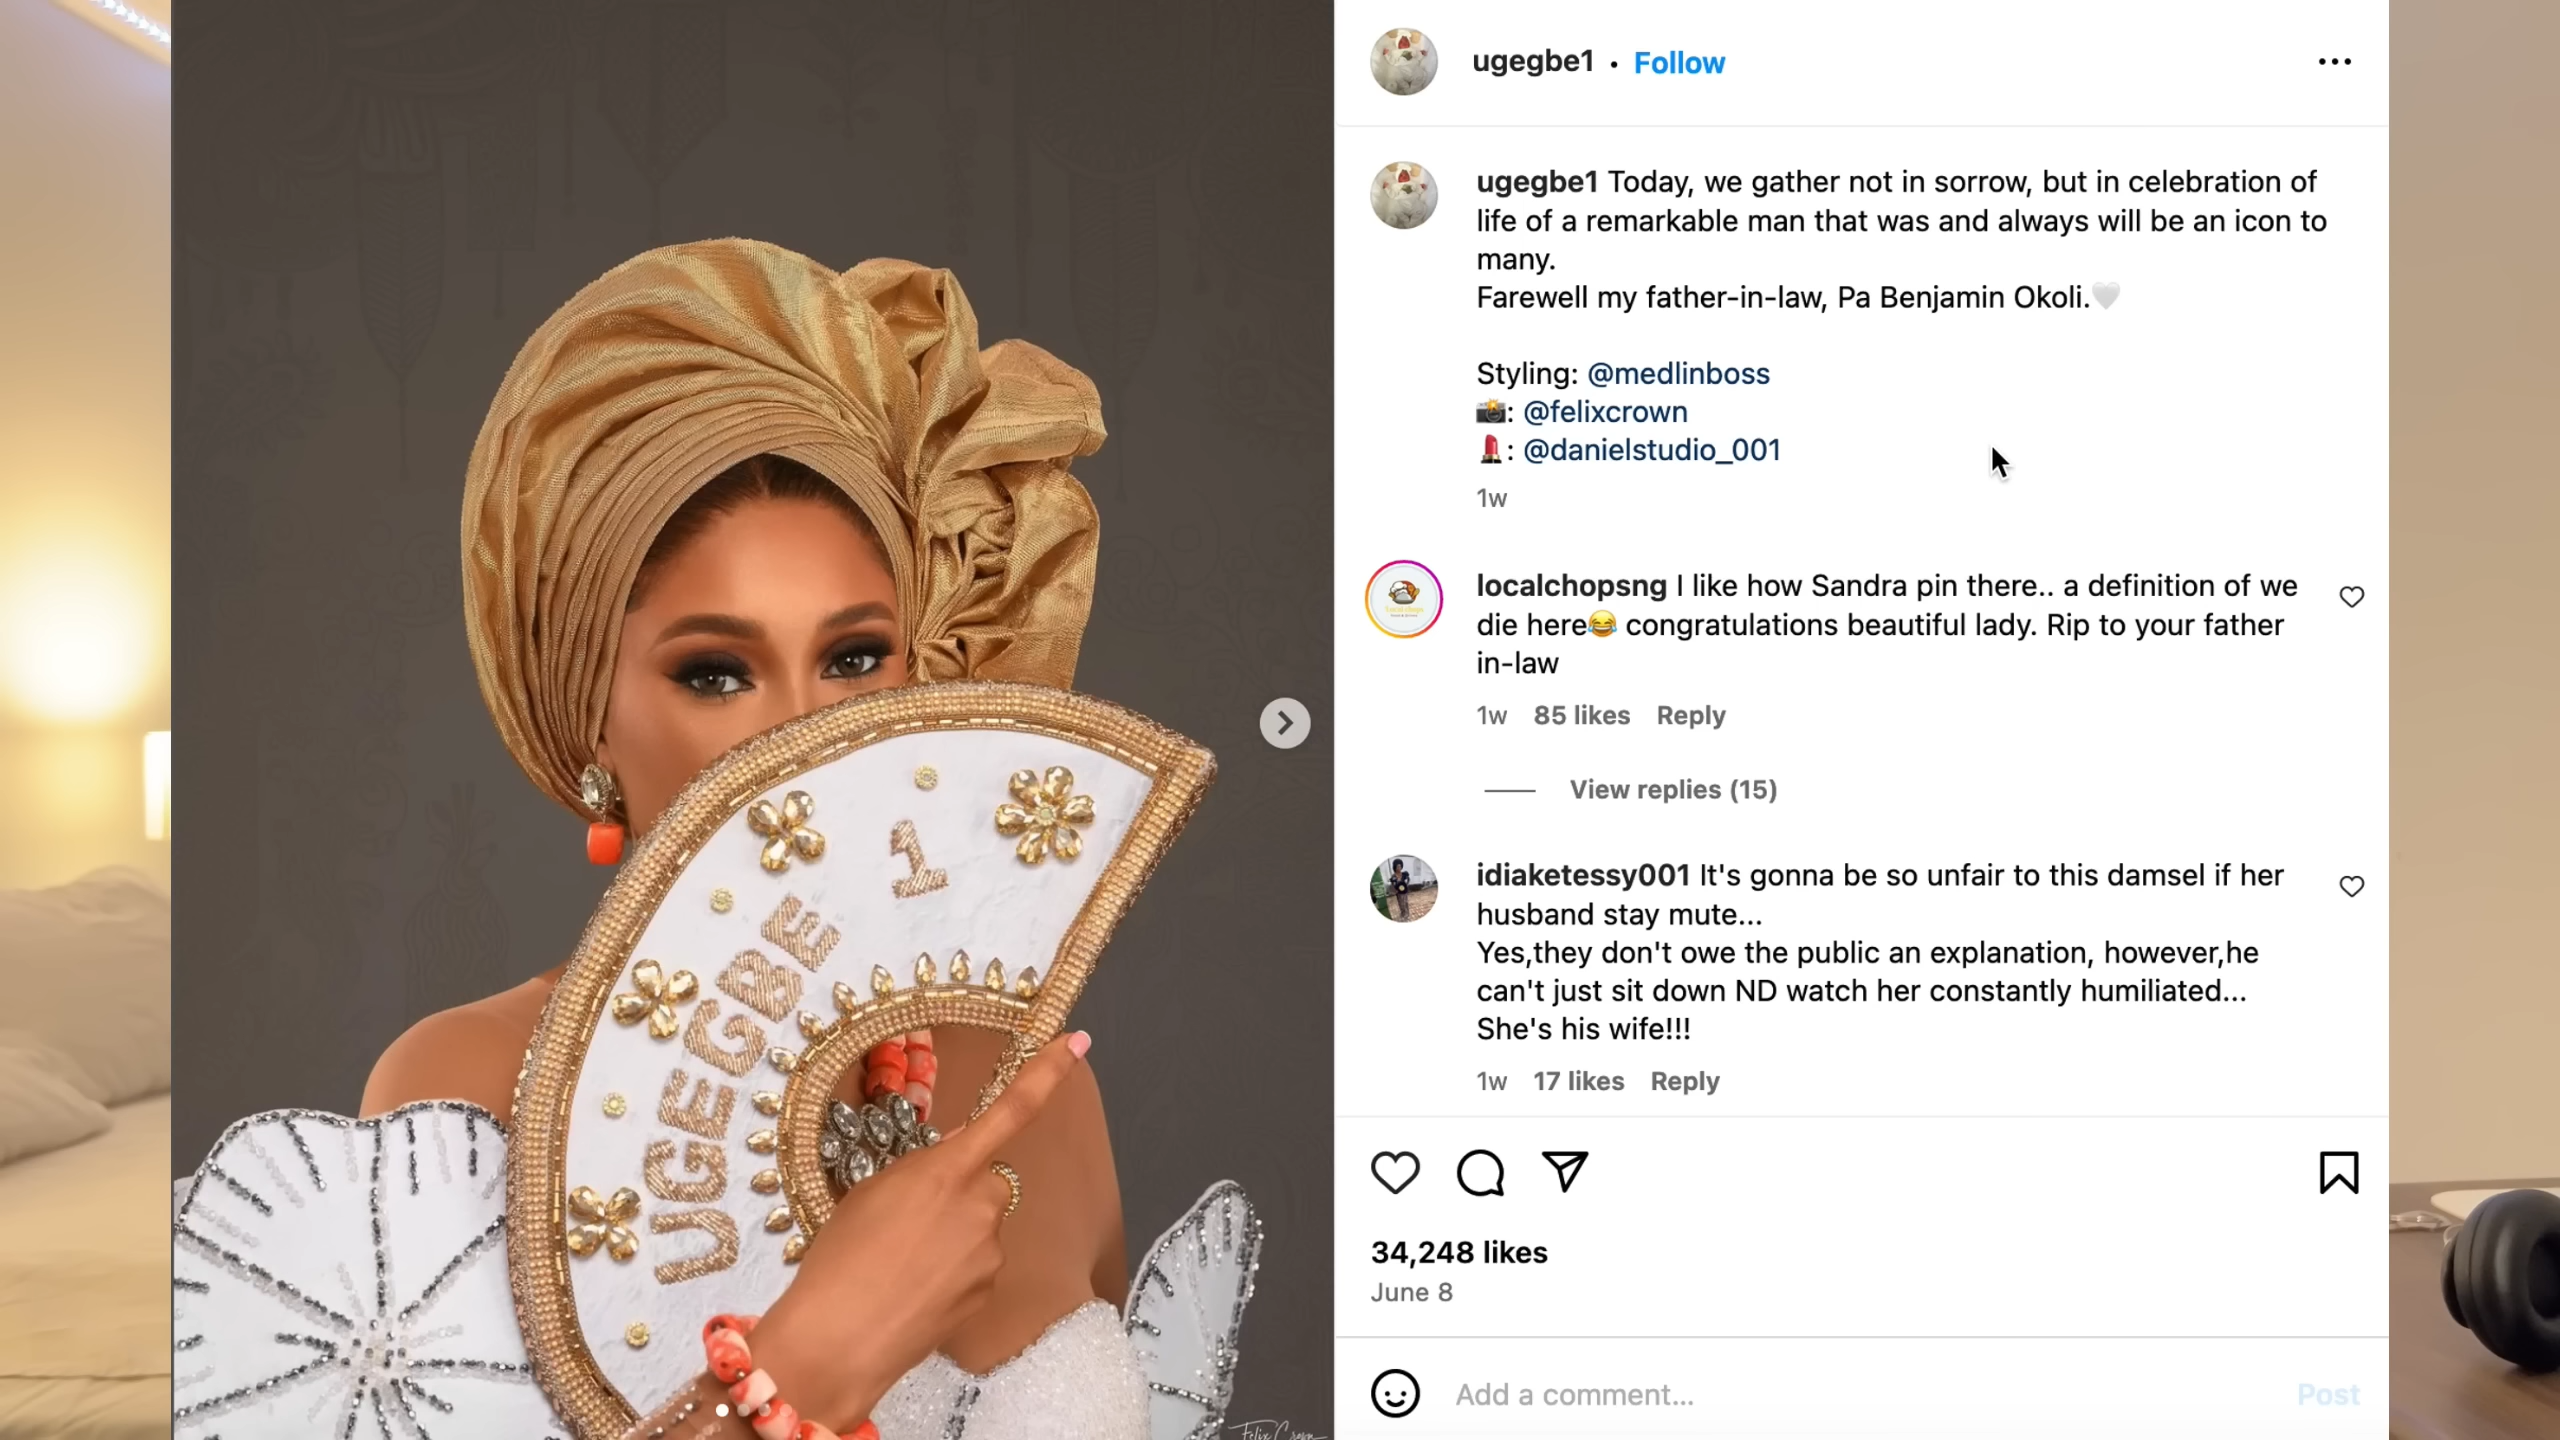 UGEGBE 1
Felix Crown
ugegbe1 • Follow
ugegbe1 Today, we gather not in sorrow, but in celebration of
life of a remarkable man that was and always will be an icon to
many.
Farewell my father-in-law, Pa Benjamin Okoli.🤍
Styling: @medlinboss
📸: @felixcrown
💄: @danielstudio_001
1w
localchopsng I like how Sandra pin there.. a definition of we
die here😂 congratulations beautiful lady. Rip to your father
in-law
1w 85 likes Reply
View replies (15)
idiaketessy001 It's gonna be so unfair to this damsel if her
husband stay mute...
Yes,they don't owe the public an explanation, however,he
can't just sit down ND watch her constantly humiliated...
She's his wife!!!
1w 17 likes Reply
34,248 likes
June 8
Add a comment... Post